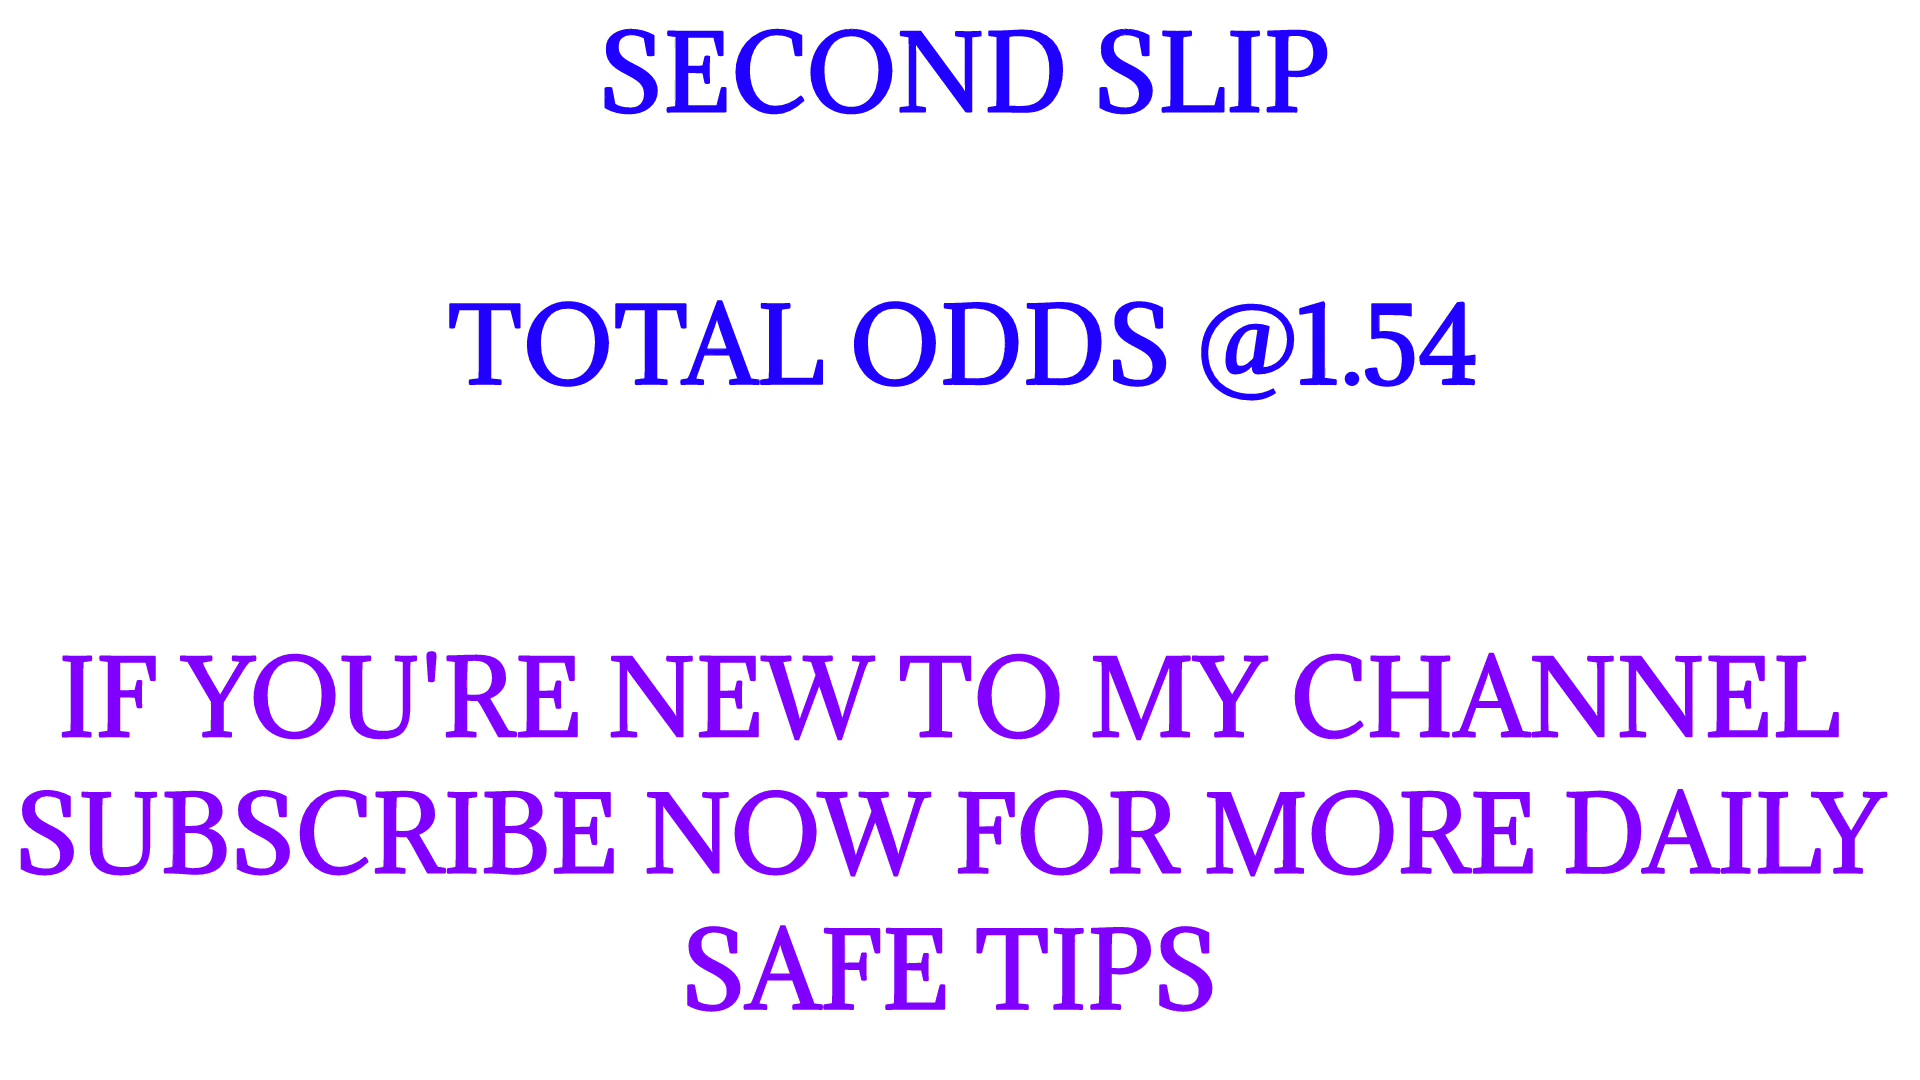 SECOND SLIP
TOTAL ODDS @1.54
IF YOU'RE NEW TO MY CHANNEL
SUBSCRIBE NOW FOR MORE DAILY
SAFE TIPS